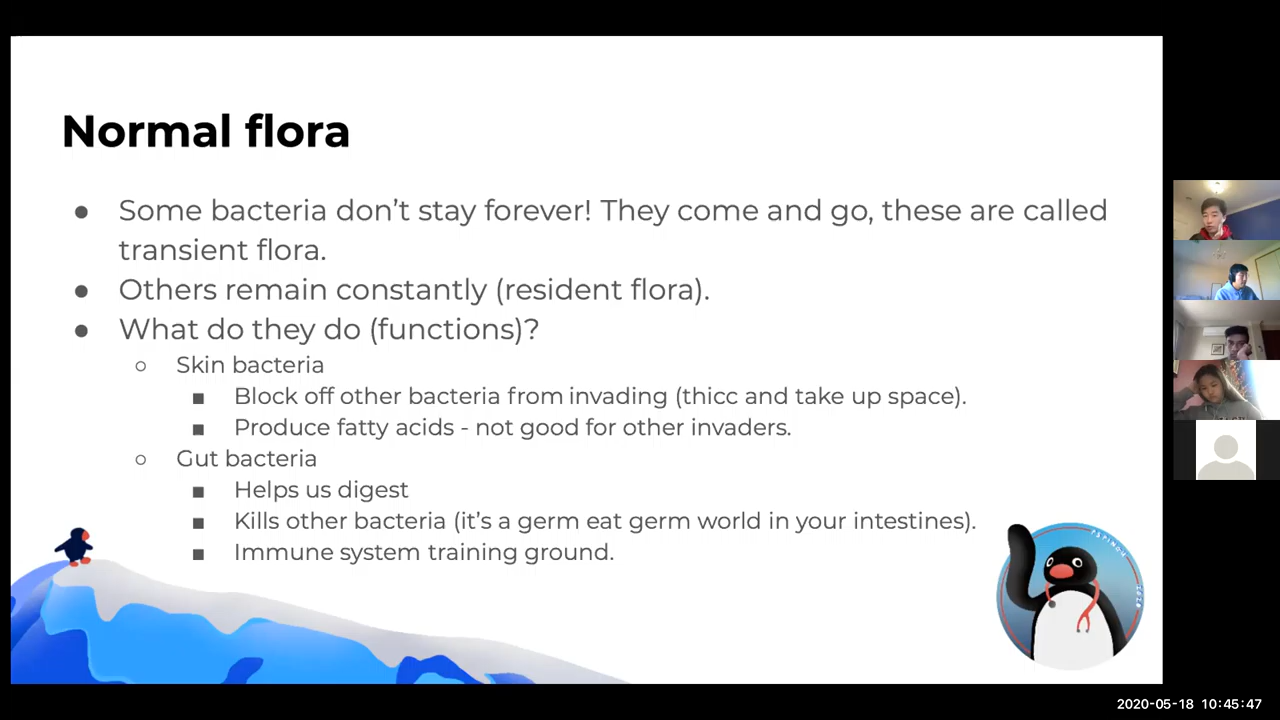 Normal flora
● Some bacteria don't stay forever! They come and go, these are called
transient flora.
● Others remain constantly (resident flora).
● What do they do (functions)?
○ Skin bacteria
■ Block off other bacteria from invading (thicc and take up space).
■ Produce fatty acids - not good for other invaders.
○ Gut bacteria
■ Helps us digest
■ Kills other bacteria (it's a germ eat germ world in your intestines).
■ Immune system training ground.
2020-05-18 10:45:47